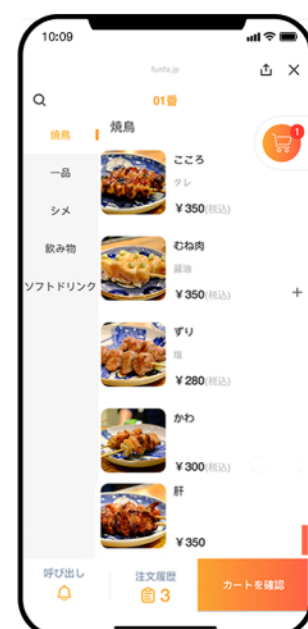 10:09
funfo.jp
01番
1
焼鳥
焼鳥
一品
シメ
飲み物
ソフトドリンク
こころ
タレ
¥350(税込)
むね肉
醤油
¥350(税込)
+
ずり
塩
¥280(税込)
かわ
¥300(税込)
肝
¥350
呼び出し
注文履歴
3
カートを確認